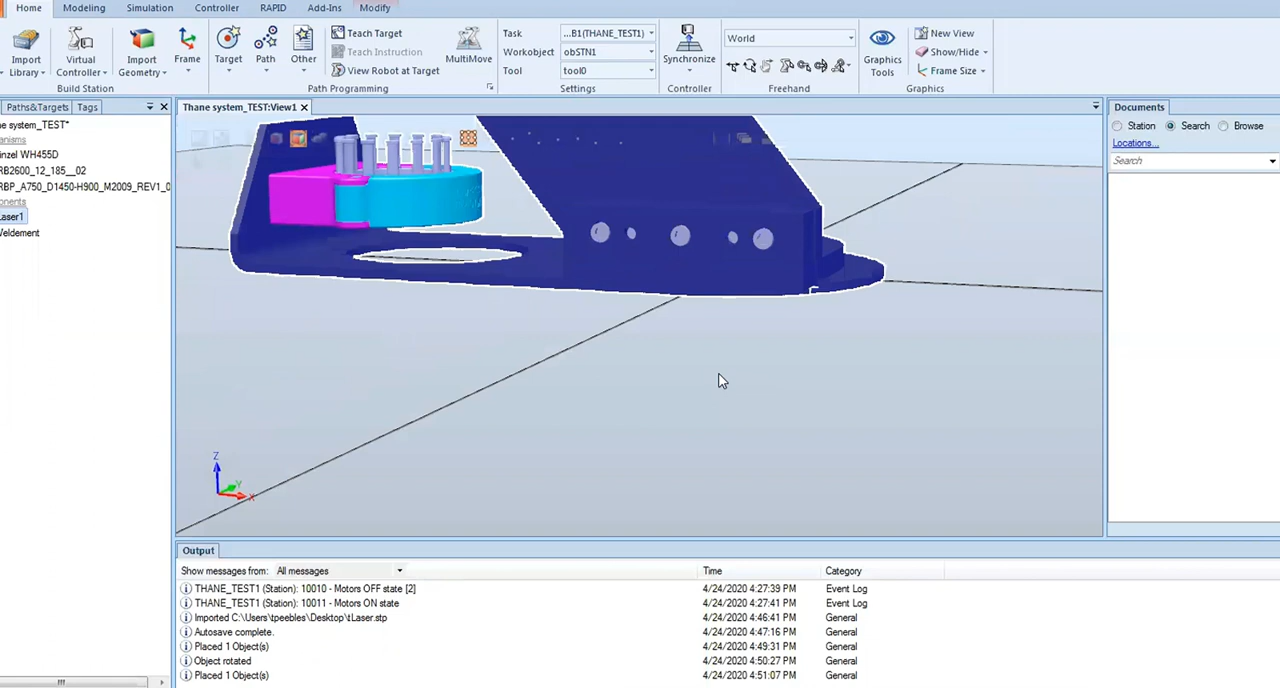 Home Modeling Simulation Controller RAPID Add-Ins Modify
Import Library
Virtual Controller
Import Geometry
Frame
Build Station
Target
Path
Other
Teach Target
Teach Instruction
View Robot at Target
MultiMove
Path Programming
Task ...B1(THANE_TEST1)
Workobject obSTN1
Tool tool0
Settings
Synchronize
Controller
World
Freehand
Graphics Tools
New View
Show/Hide
Frame Size
Graphics
Paths&Targets Tags
ne system_TEST*
anisms
inzel WH455D
RB2600_12_185__02
RBP_A750_D1450-H900_M2009_REV1_0
ponents
Laser1
Weldement
Thane system_TEST:View1
Z
Y
X
Documents
Station Search Browse
Locations...
Search
Output
Show messages from: All messages Time Category
THANE_TEST1 (Station): 10010 - Motors OFF state [2] 4/24/2020 4:27:39 PM Event Log
THANE_TEST1 (Station): 10011 - Motors ON state 4/24/2020 4:27:41 PM Event Log
Imported C:\Users\tpeebles\Desktop\tLaser.stp 4/24/2020 4:46:41 PM General
Autosave complete. 4/24/2020 4:47:16 PM General
Placed 1 Object(s) 4/24/2020 4:49:31 PM General
Object rotated 4/24/2020 4:50:27 PM General
Placed 1 Object(s) 4/24/2020 4:51:07 PM General